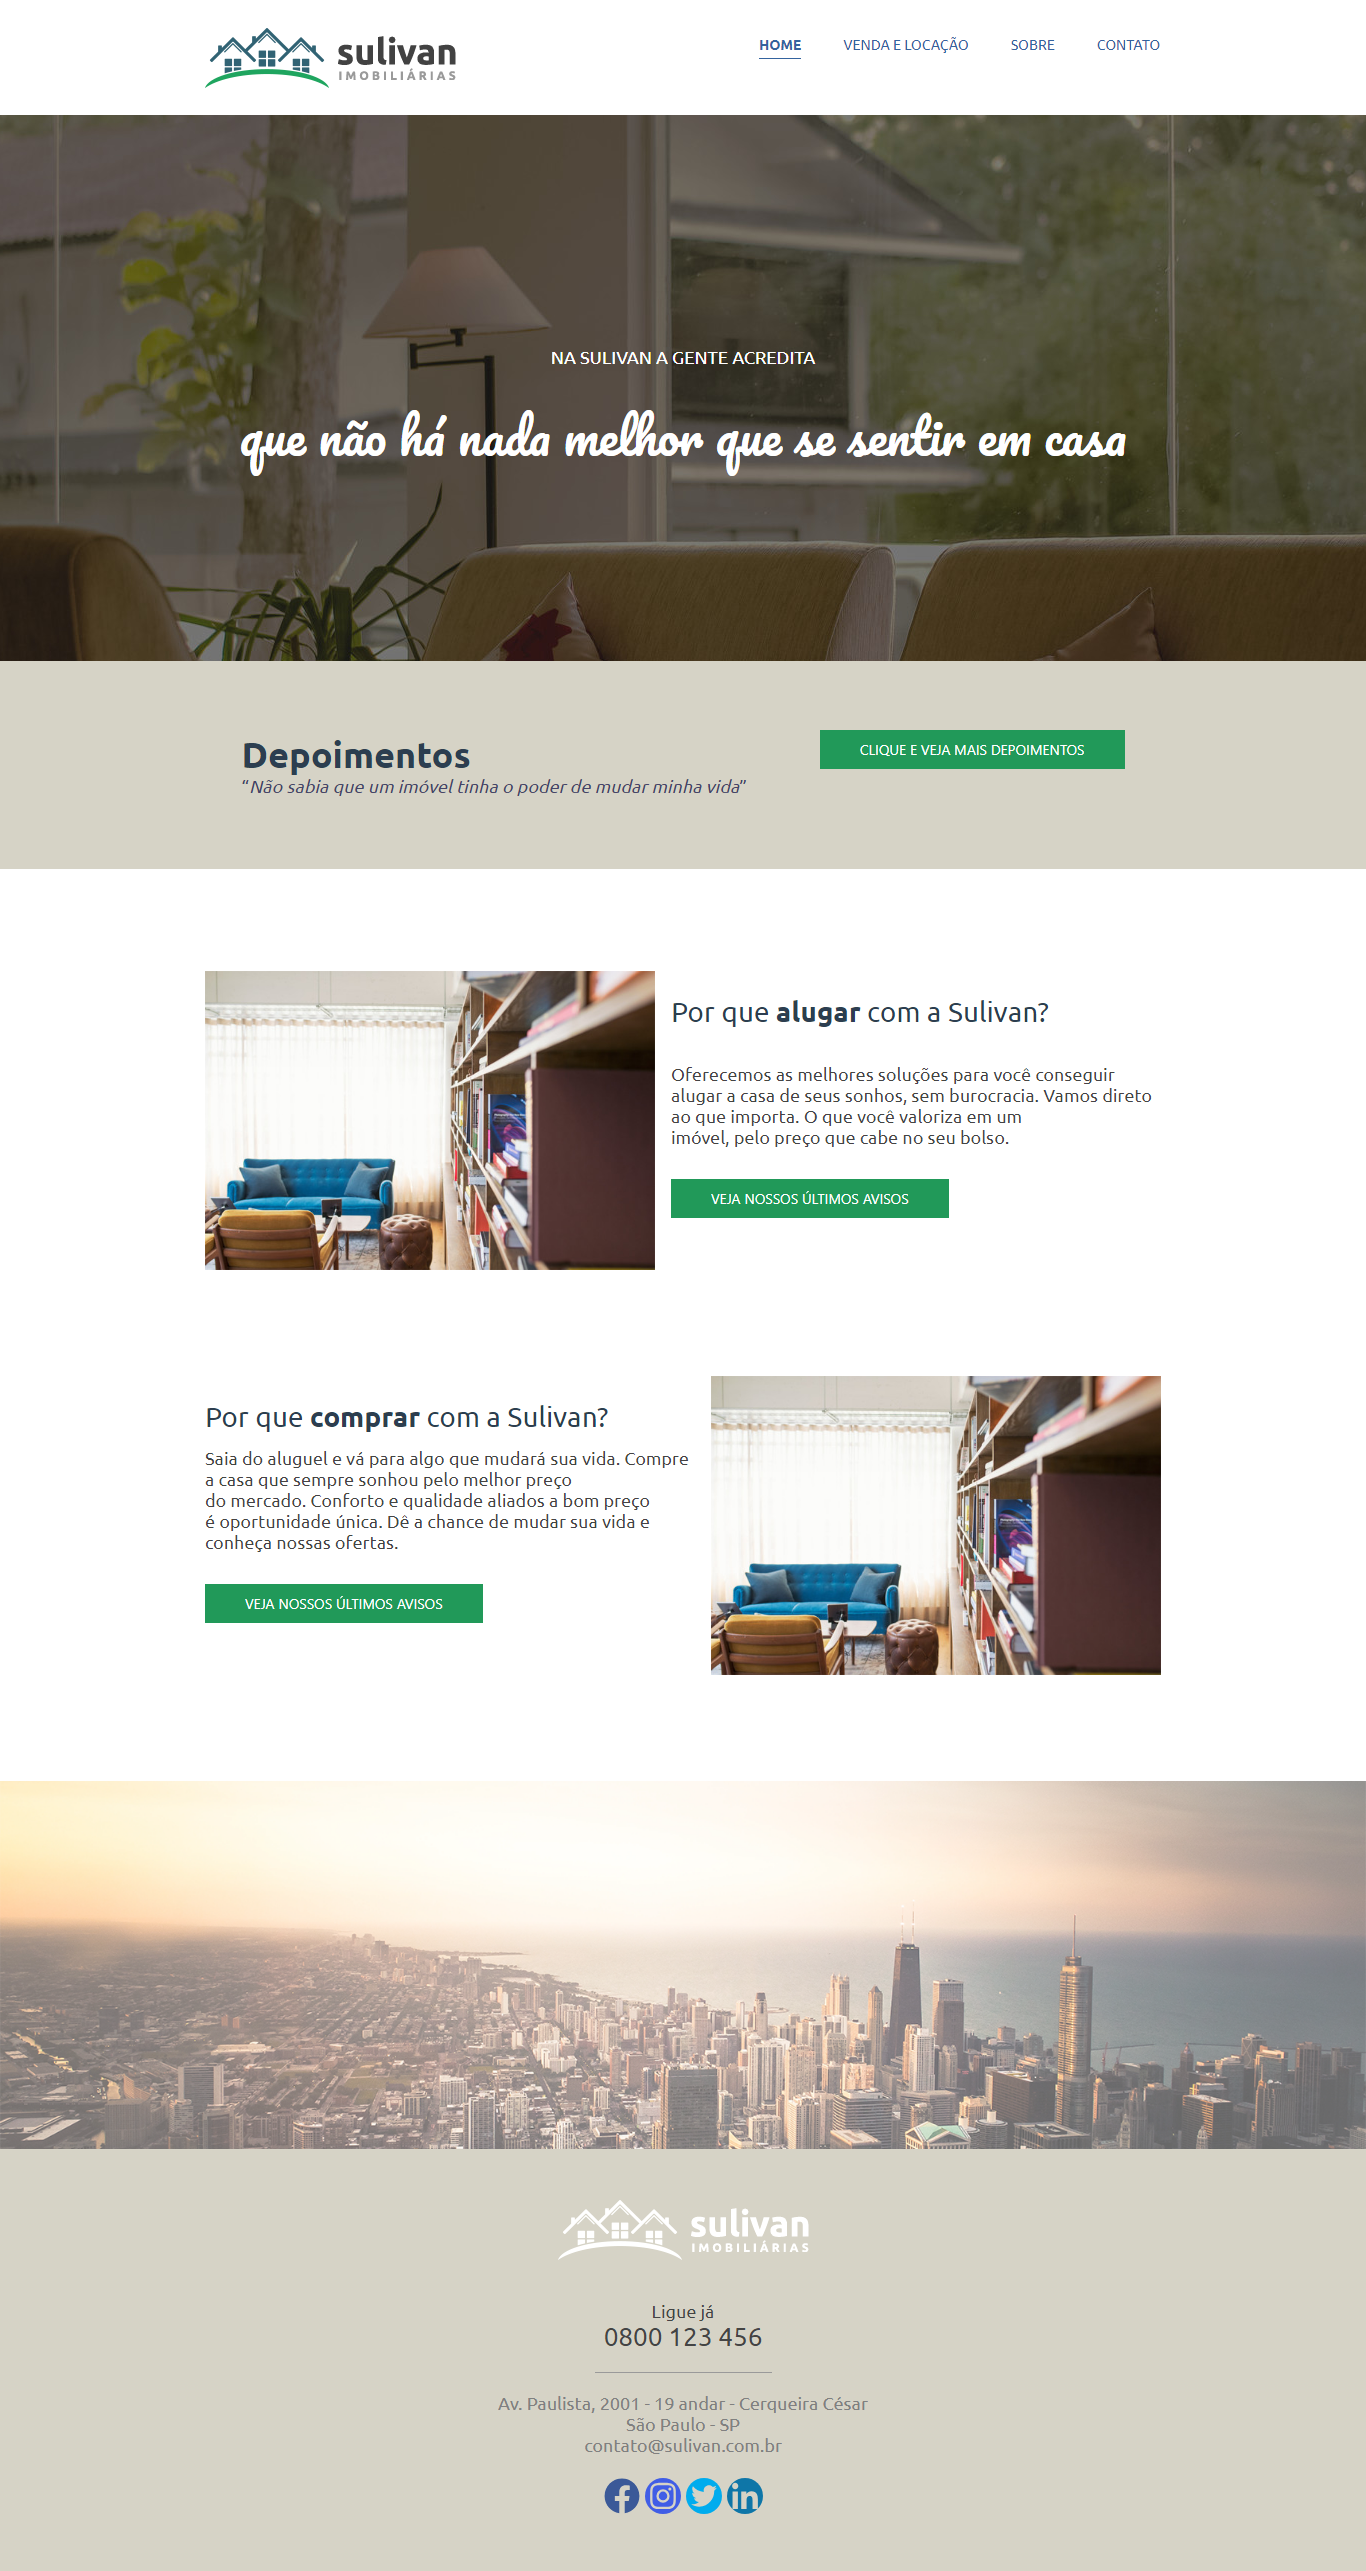 sulivan
IMOBILIÁRIAS
HOME VENDA E LOCAÇÃO SOBRE CONTATO
NA SULIVAN A GENTE ACREDITA
que não há nada melhor que se sentir em casa
Depoimentos
“Não sabia que um imóvel tinha o poder de mudar minha vida”
CLIQUE E VEJA MAIS DEPOIMENTOS
Por que alugar com a Sulivan?
Oferecemos as melhores soluções para você conseguir
alugar a casa de seus sonhos, sem burocracia. Vamos direto
ao que importa. O que você valoriza em um
imóvel, pelo preço que cabe no seu bolso.
VEJA NOSSOS ÚLTIMOS AVISOS
Por que comprar com a Sulivan?
Saia do aluguel e vá para algo que mudará sua vida. Compre
a casa que sempre sonhou pelo melhor preço
do mercado. Conforto e qualidade aliados a bom preço
é oportunidade única. Dê a chance de mudar sua vida e
conheça nossas ofertas.
VEJA NOSSOS ÚLTIMOS AVISOS
sulivan
IMOBILIÁRIAS
Ligue já
0800 123 456
Av. Paulista, 2001 - 19 andar - Cerqueira César
São Paulo - SP
contato@sulivan.com.br